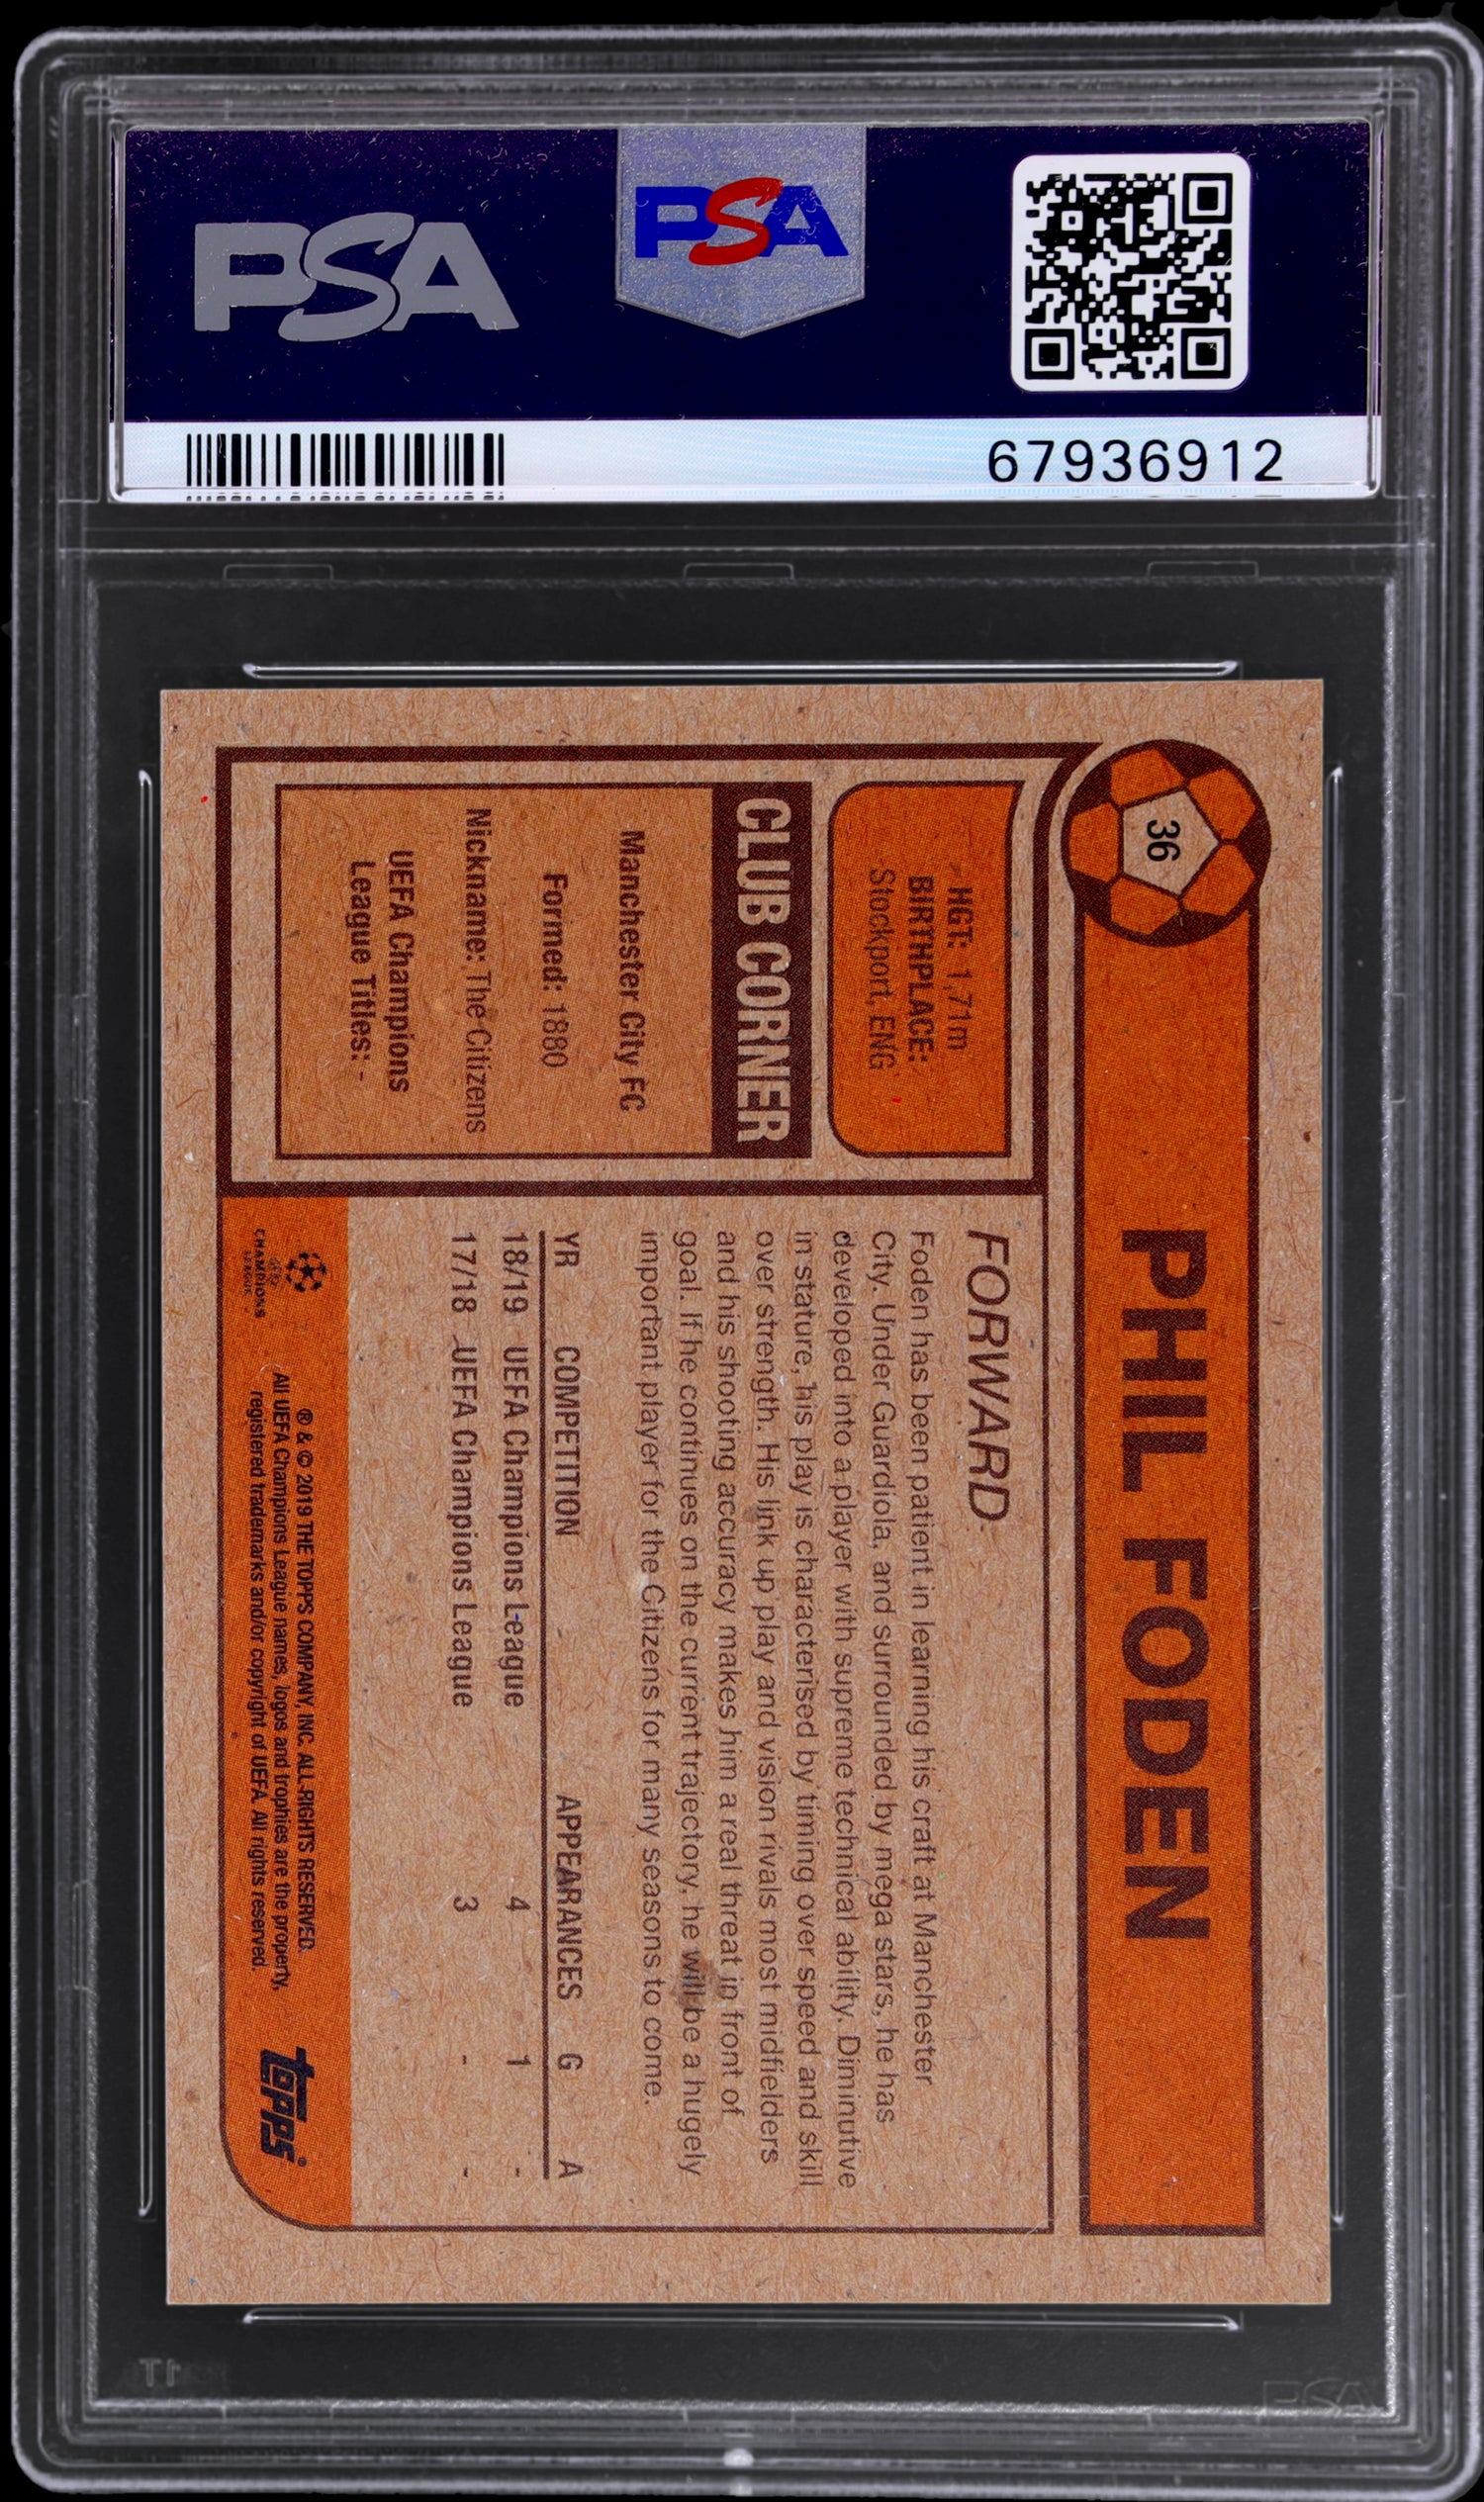 PSA
PSA
67936912
36
PHIL FODEN
HGT: 1,71m
BIRTHPLACE:
Stockport, ENG
CLUB CORNER
Manchester City FC
Formed: 1880
Nickname: The Citizens
UEFA Champions
League Titles: -
FORWARD
Foden has been patient in learning his craft at Manchester
City. Under Guardiola, and surrounded by mega stars, he has
developed into a player with supreme technical ability. Diminutive
in stature, his play is characterised by timing over speed and skill
over strength. His link up play and vision rivals most midfielders
and his shooting accuracy makes him a real threat in front of
goal. If he continues on the current trajectory, he will be a hugely
important player for the Citizens for many seasons to come.
YR COMPETITION APPEARANCES G A
18/19 UEFA Champions League 4 1 -
17/18 UEFA Champions League 3 - -
CHAMPIONS
LEAGUE
® & © 2019 THE TOPPS COMPANY, INC. ALL RIGHTS RESERVED.
All UEFA Champions League names, logos and trophies are the property,
registered trademarks and/or copyright of UEFA. All rights reserved.
topps®
PSA